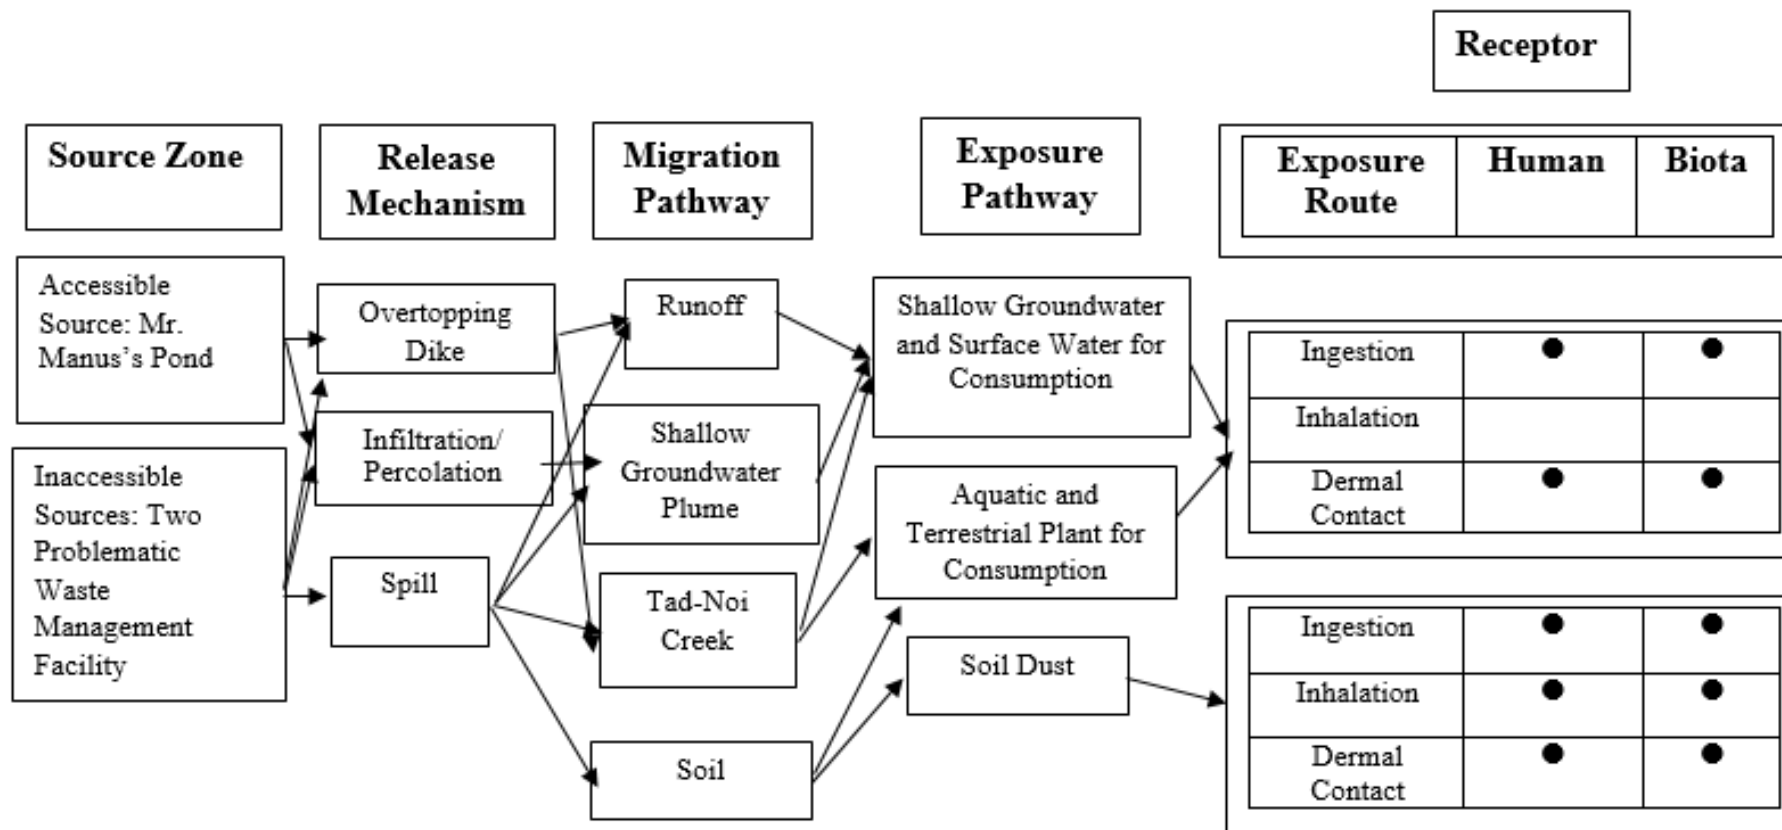 Receptor
Source Zone
Release
Mechanism
Migration
Pathway
Exposure
Pathway
Exposure
Route
Human
Biota
Accessible
Source: Mr.
Manus's Pond
Inaccessible
Sources: Two
Problematic
Waste
Management
Facility
Overtopping
Dike
Infiltration/
Percolation
Spill
Runoff
Shallow
Groundwater
Plume
Tad-Noi
Creek
Soil
Shallow Groundwater
and Surface Water for
Consumption
Aquatic and
Terrestrial Plant for
Consumption
Soil Dust
Ingestion
Inhalation
Dermal
Contact
Ingestion
Inhalation
Dermal
Contact